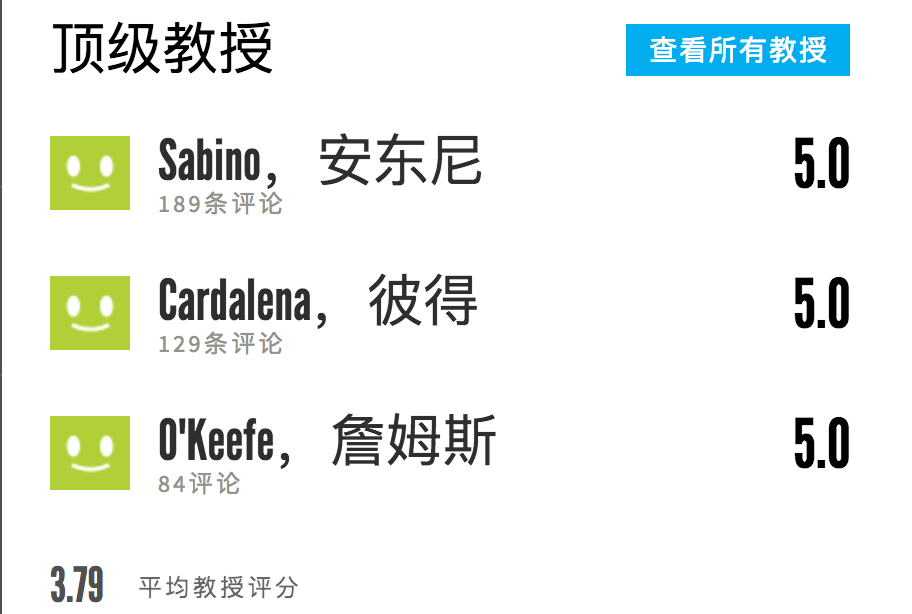 顶级教授
查看所有教授
Sabino， 安东尼
5.0
189条评论
Cardalena， 彼得
5.0
129条评论
O'Keefe， 詹姆斯
5.0
84评论
3.79 平均教授评分